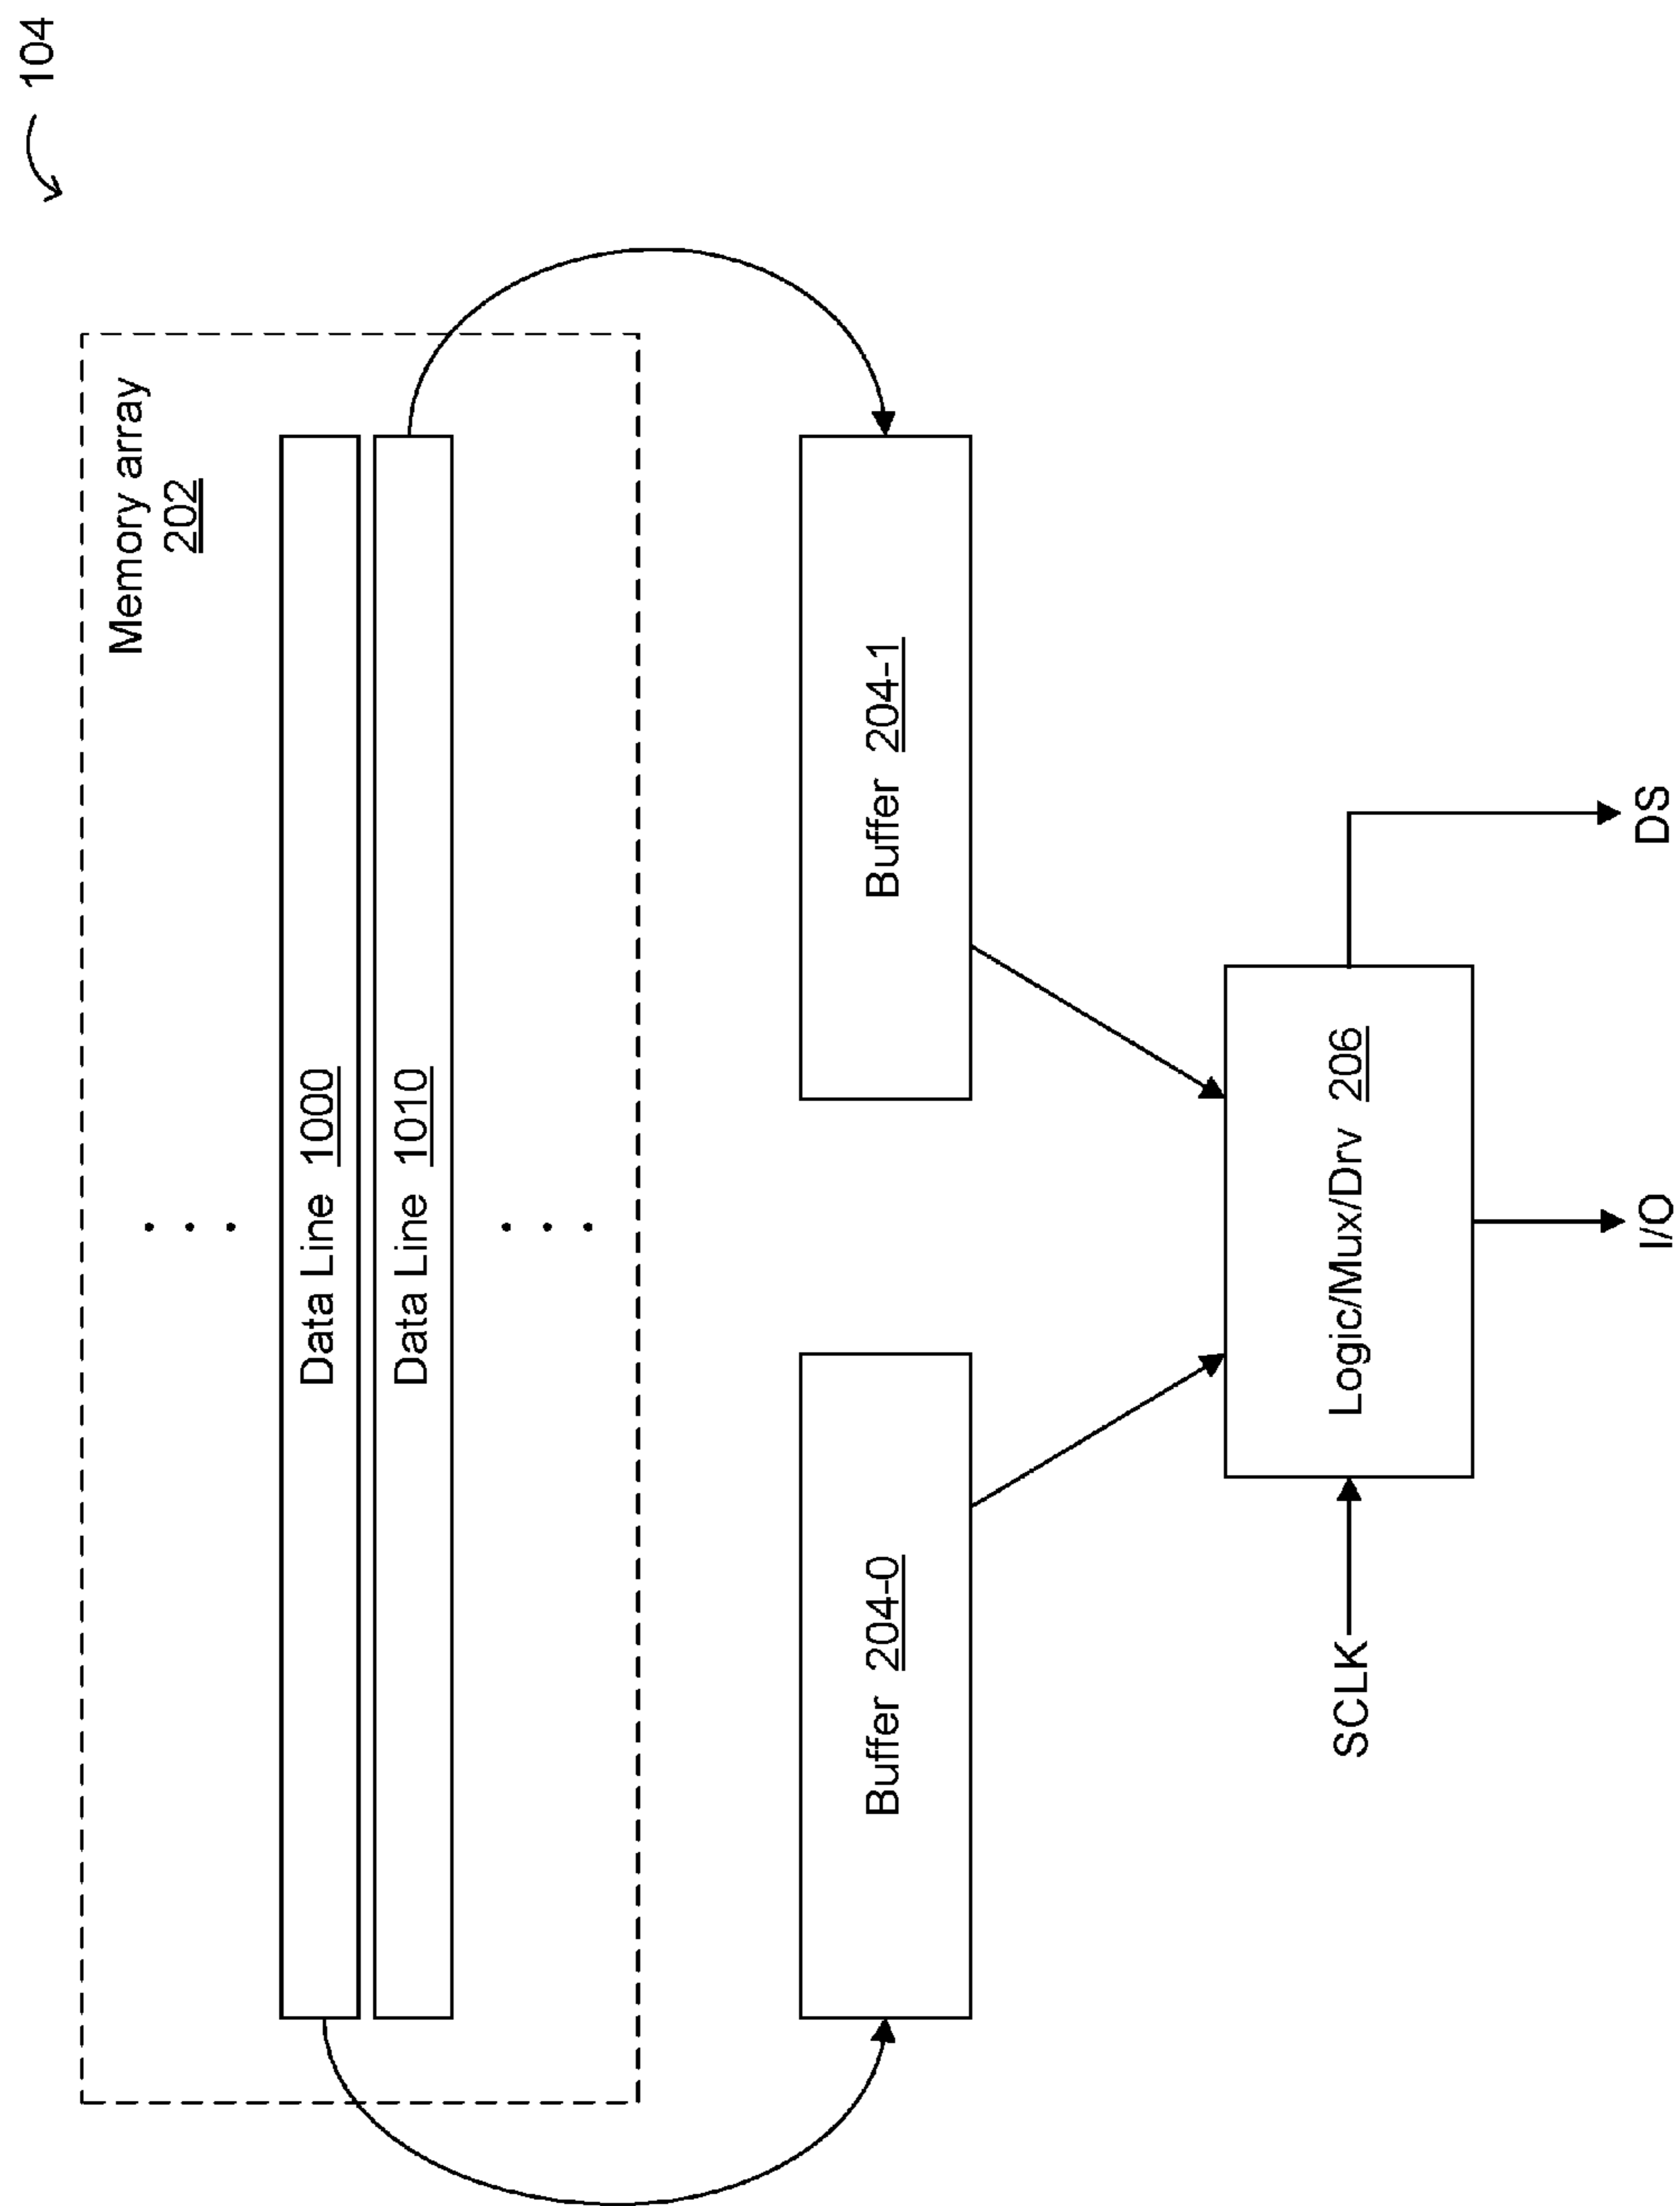 104
Memory array
202
Data Line 1000
Data Line 1010
Buffer 204-0
Buffer 204-1
SCLK
Logic/Mux/Drv 206
I/O
DS